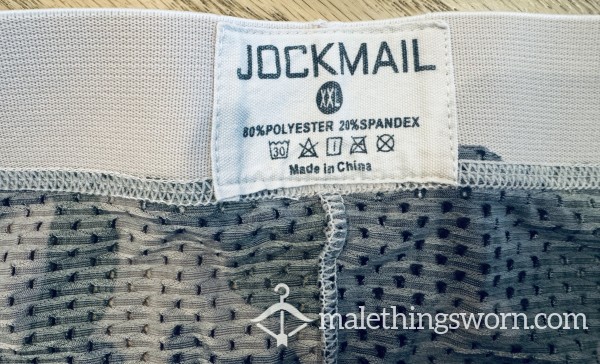 JOCKMAIL
XXL
80%POLYESTER 20%SPANDEX
30
Made in China
malethingsworn.com